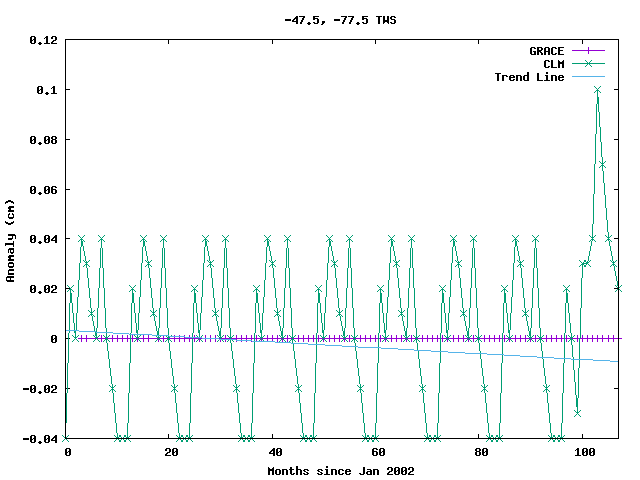 -47.5, -77.5 TWS
GRACE
CLM
Trend Line
0.12
0.1
0.08
0.06
0.04
0.02
0
-0.02
-0.04
Anomaly (cm)
0 20 40 60 80 100
Months since Jan 2002